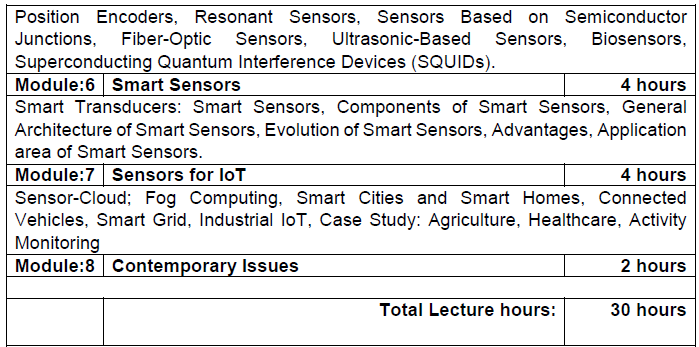 Position Encoders, Resonant Sensors, Sensors Based on Semiconductor
Junctions, Fiber-Optic Sensors, Ultrasonic-Based Sensors, Biosensors,
Superconducting Quantum Interference Devices (SQUIDs).
Module:6 Smart Sensors 4 hours
Smart Transducers: Smart Sensors, Components of Smart Sensors, General
Architecture of Smart Sensors, Evolution of Smart Sensors, Advantages, Application
area of Smart Sensors.
Module:7 Sensors for IoT 4 hours
Sensor-Cloud; Fog Computing, Smart Cities and Smart Homes, Connected
Vehicles, Smart Grid, Industrial IoT, Case Study: Agriculture, Healthcare, Activity
Monitoring
Module:8 Contemporary Issues 2 hours
Total Lecture hours: 30 hours